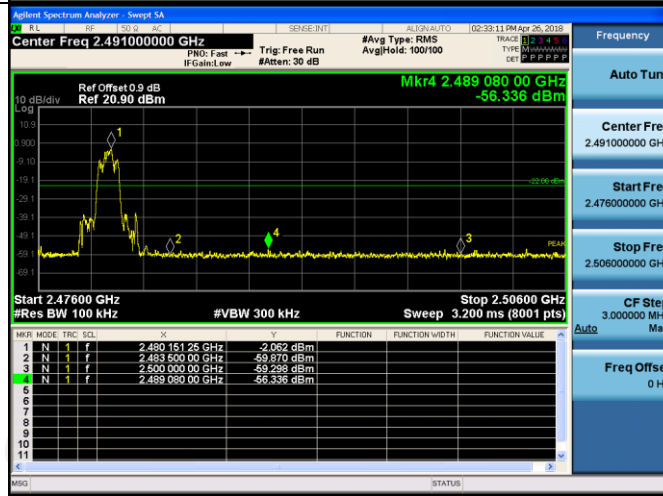 Agilent Spectrum Analyzer - Swept SA
RL RF 50 Ω AC SENSE:INT ALIGN AUTO 02:33:11 PM Apr 26, 2018
Center Freq 2.491000000 GHz
PNO: Fast
IFGain:Low
Trig: Free Run
#Atten: 30 dB
#Avg Type: RMS
Avg|Hold: 100/100
TRACE 1 2 3 4 5 6
TYPE M
DET P P P P P P
Ref Offset 0.9 dB
10 dB/div Ref 20.90 dBm
Log
Mkr4 2.489 080 00 GHz
-56.336 dBm
10.9
0.900
-9.10
-19.1
-29.1
-39.1
-49.1
-59.1
-69.1
1
2
4
3
-22.06 dBm
PEAK
Start 2.47600 GHz Stop 2.50600 GHz
#Res BW 100 kHz #VBW 300 kHz Sweep 3.200 ms (8001 pts)
MKR MODE TRC SCL X Y FUNCTION FUNCTION WIDTH FUNCTION VALUE
1 N 1 f 2.480 151 25 GHz -2.062 dBm
2 N 1 f 2.483 500 00 GHz -59.870 dBm
3 N 1 f 2.500 000 00 GHz -59.298 dBm
4 N 1 f 2.489 080 00 GHz -56.336 dBm
5
6
7
8
9
10
11
MSG STATUS
Frequency
Auto Tun
Center Fre
2.491000000 GH
Start Fre
2.476000000 GH
Stop Fre
2.506000000 GH
CF Ste
3.000000 MH
Auto Ma
Freq Offse
0 H